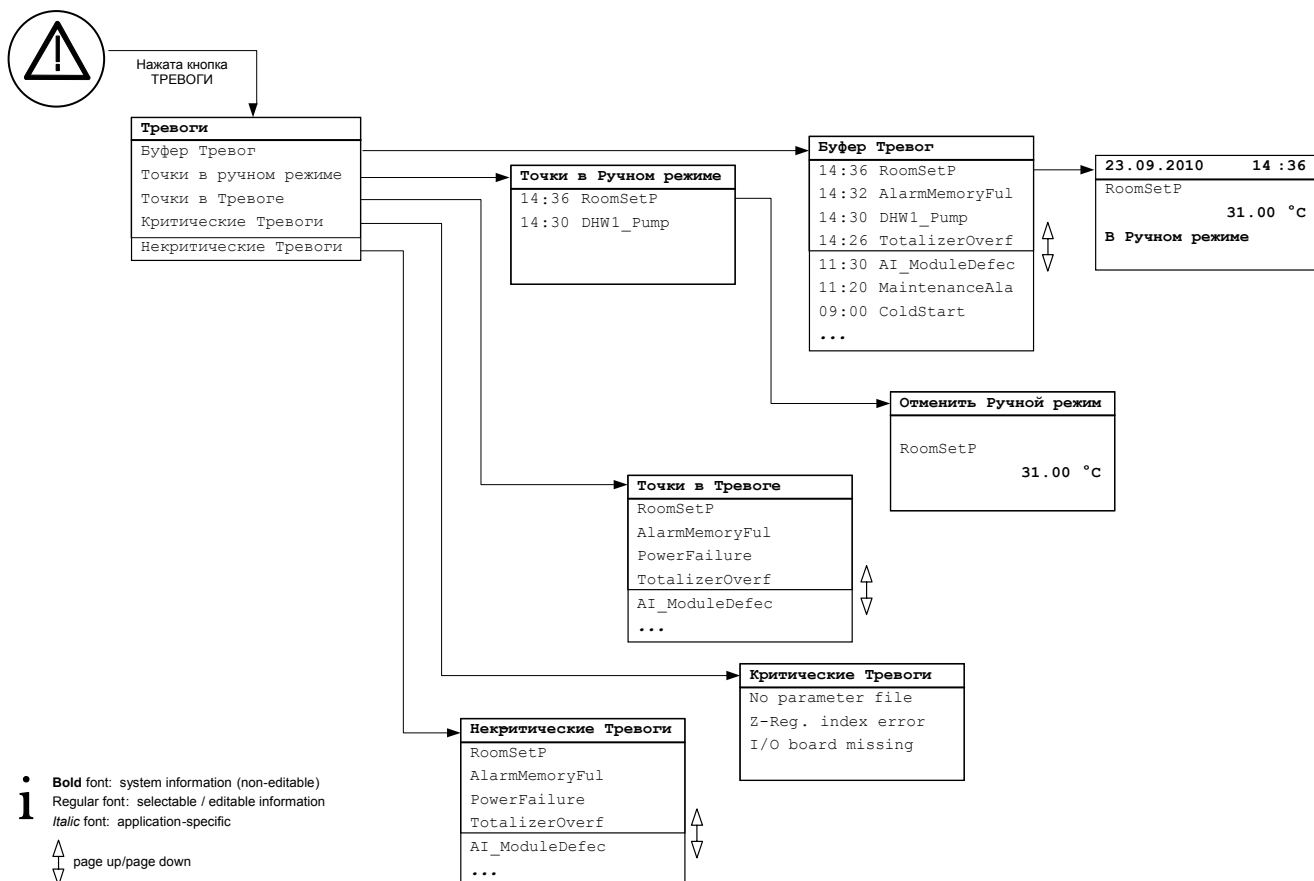 Нажата кнопка
ТРЕВОГИ
Тревоги
Буфер Тревог
Точки в ручном режиме
Точки в Тревоге
Критические Тревоги
Некритические Тревоги
Точки в Ручном режиме
14:36 RoomSetP
14:30 DHW1_Pump
Буфер Тревог
14:36 RoomSetP
14:32 AlarmMemoryFul
14:30 DHW1_Pump
14:26 TotalizerOverf
11:30 AI_ModuleDefec
11:20 MaintenanceAla
09:00 ColdStart
...
23.09.2010 14 :36
RoomSetP
31.00 °C
В Ручном режиме
Отменить Ручной режим
RoomSetP
31.00 °C
Точки в Тревоге
RoomSetP
AlarmMemoryFul
PowerFailure
TotalizerOverf
AI_ModuleDefec
...
Критические Тревоги
No parameter file
Z-Reg. index error
I/O board missing
Некритические Тревоги
RoomSetP
AlarmMemoryFul
PowerFailure
TotalizerOverf
AI_ModuleDefec
...
i
Bold font: system information (non-editable)
Regular font: selectable / editable information
Italic font: application-specific
page up/page down